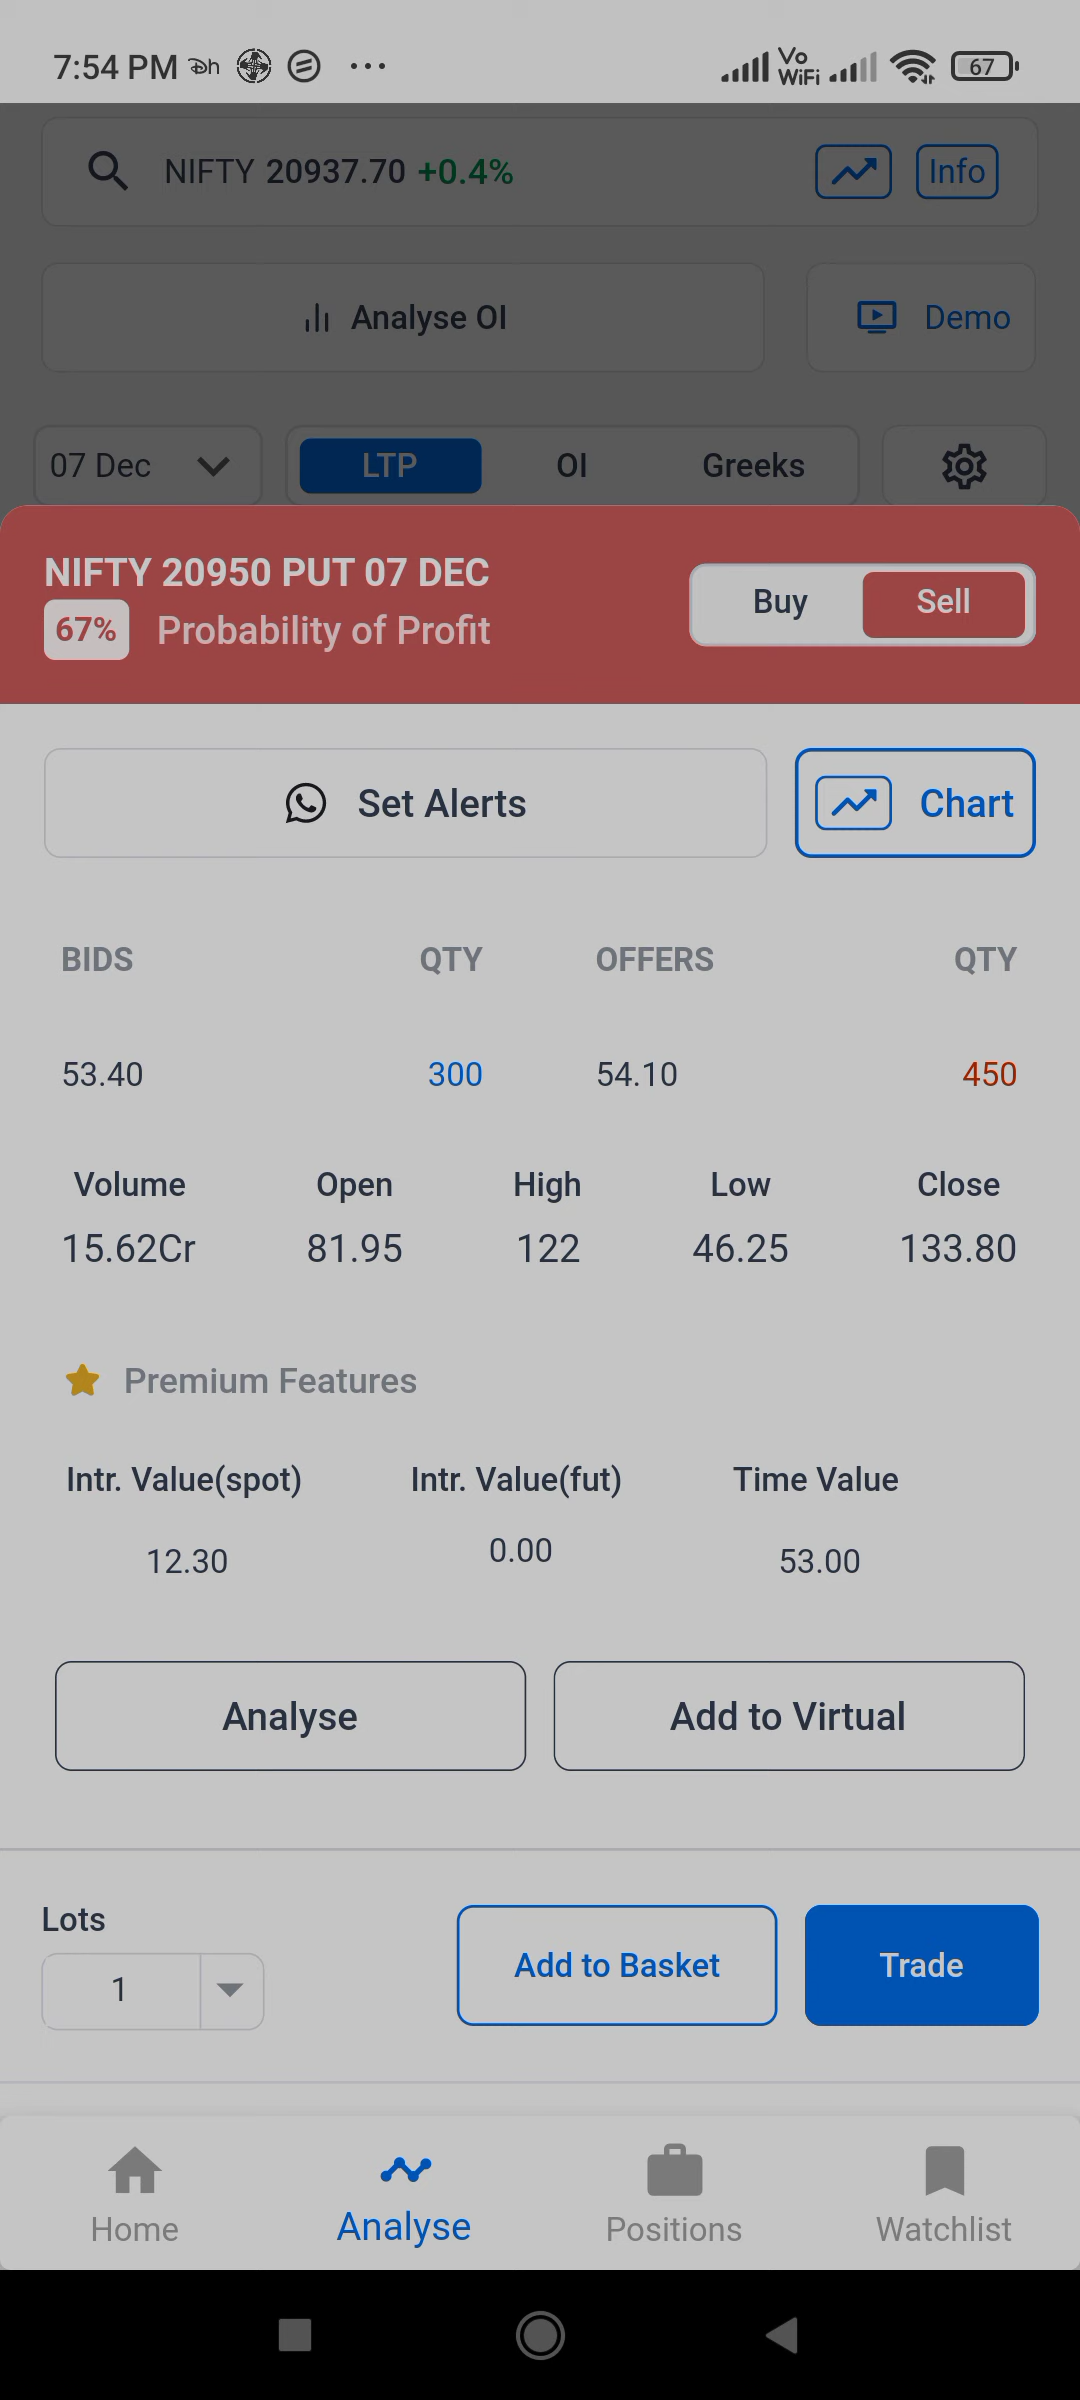 7:54 PM Dh ... Vo WiFi 67
NIFTY 20937.70 +0.4% Info
Analyse OI Demo
07 Dec LTP OI Greeks
NIFTY 20950 PUT 07 DEC
67% Probability of Profit Buy Sell
Set Alerts Chart
BIDS QTY OFFERS QTY
53.40 300 54.10 450
Volume Open High Low Close
15.62Cr 81.95 122 46.25 133.80
Premium Features
Intr. Value(spot) Intr. Value(fut) Time Value
12.30 0.00 53.00
Analyse Add to Virtual
Lots
1 Add to Basket Trade
Home Analyse Positions Watchlist